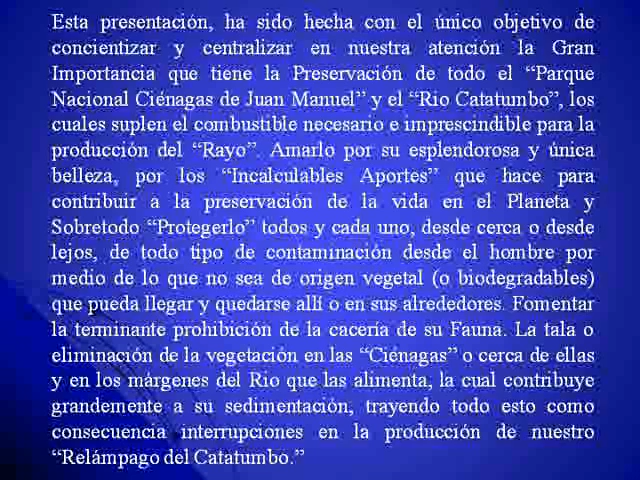 Esta presentación, ha sido hecha con el único objetivo de
concientizar y centralizar en nuestra atención la Gran
Importancia que tiene la Preservación de todo el “Parque
Nacional Ciénagas de Juan Manuel” y el “Rio Catatumbo”, los
cuales suplen el combustible necesario e imprescindible para la
producción del “Rayo”. Amarlo por su esplendorosa y única
belleza, por los “Incalculables Aportes” que hace para
contribuir a la preservación de la vida en el Planeta y
Sobretodo “Protegerlo” todos y cada uno, desde cerca o desde
lejos, de todo tipo de contaminación desde el hombre por
medio de lo que no sea de origen vegetal (o biodegradables)
que pueda llegar y quedarse allí o en sus alrededores. Fomentar
la terminante prohibición de la cacería de su Fauna. La tala o
eliminación de la vegetación en las “Ciénagas” o cerca de ellas
y en los márgenes del Rio que las alimenta, la cual contribuye
grandemente a su sedimentación, trayendo todo esto como
consecuencia interrupciones en la producción de nuestro
“Relámpago del Catatumbo.”